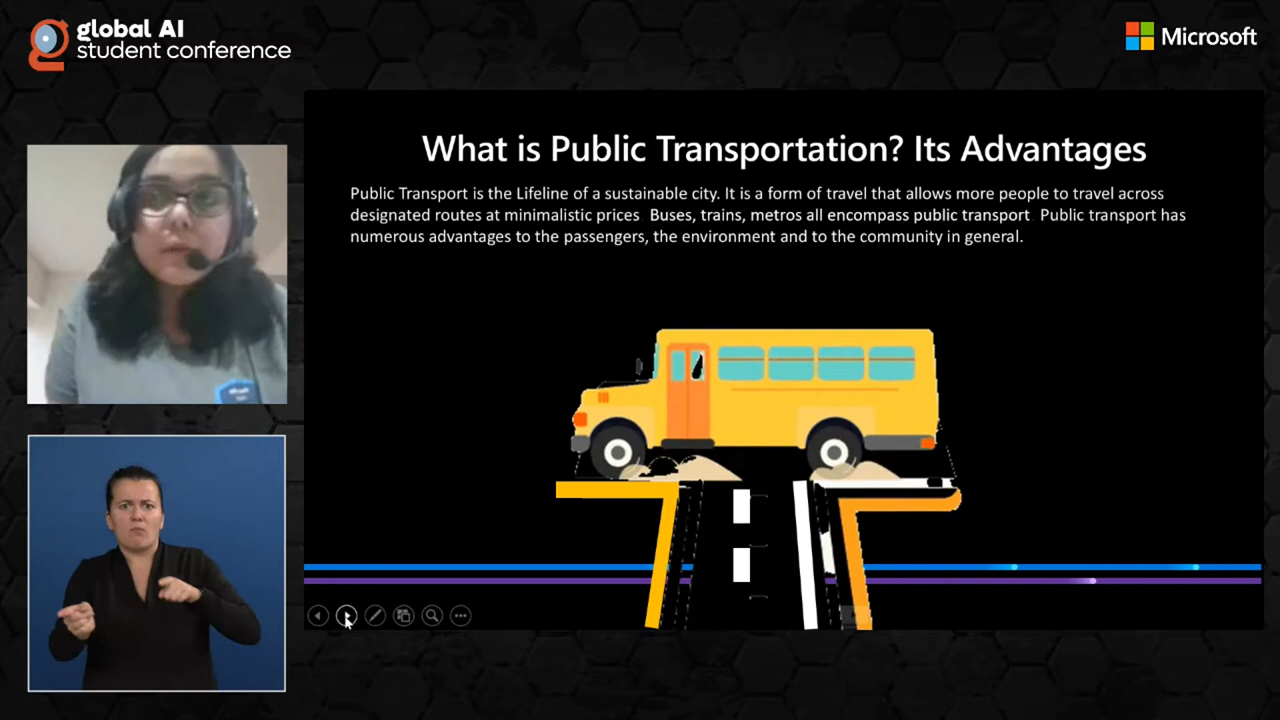 global AI
student conference
Microsoft
What is Public Transportation? Its Advantages
Public Transport is the Lifeline of a sustainable city. It is a form of travel that allows more people to travel across
designated routes at minimalistic prices Buses, trains, metros all encompass public transport Public transport has
numerous advantages to the passengers, the environment and to the community in general.